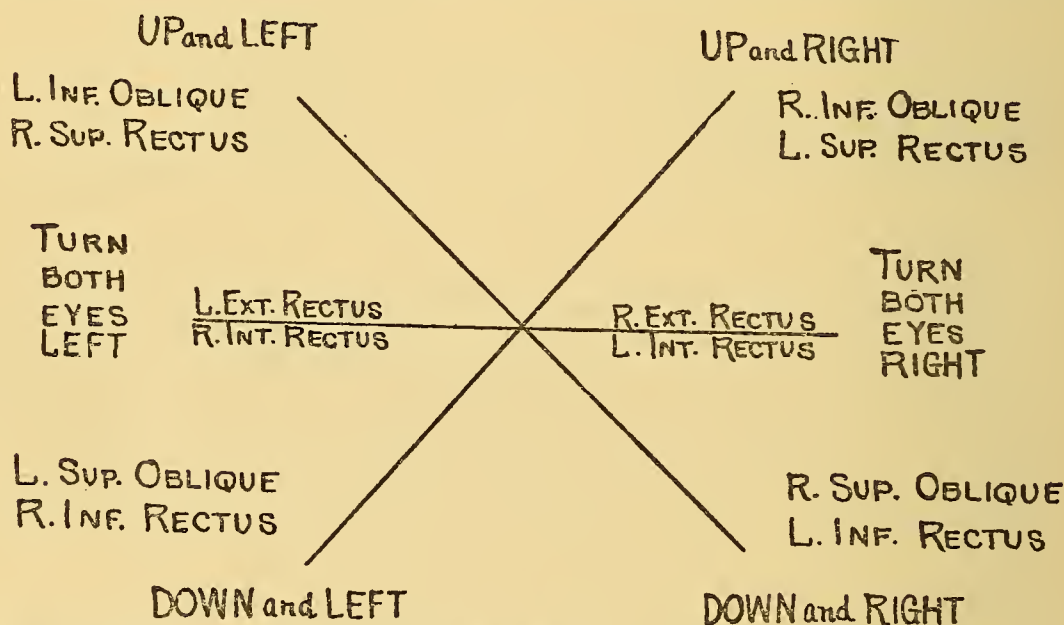 UP and LEFT
L. INF. OBLIQUE
R. SUP. RECTUS
UP and RIGHT
R. INF. OBLIQUE
L. SUP. RECTUS
TURN
BOTH
EYES
LEFT
L. EXT. RECTUS
R. INT. RECTUS
R. EXT. RECTUS
L. INT. RECTUS
TURN
BOTH
EYES
RIGHT
L. SUP. OBLIQUE
R. INF. RECTUS
DOWN and LEFT
R. SUP. OBLIQUE
L. INF. RECTUS
DOWN and RIGHT